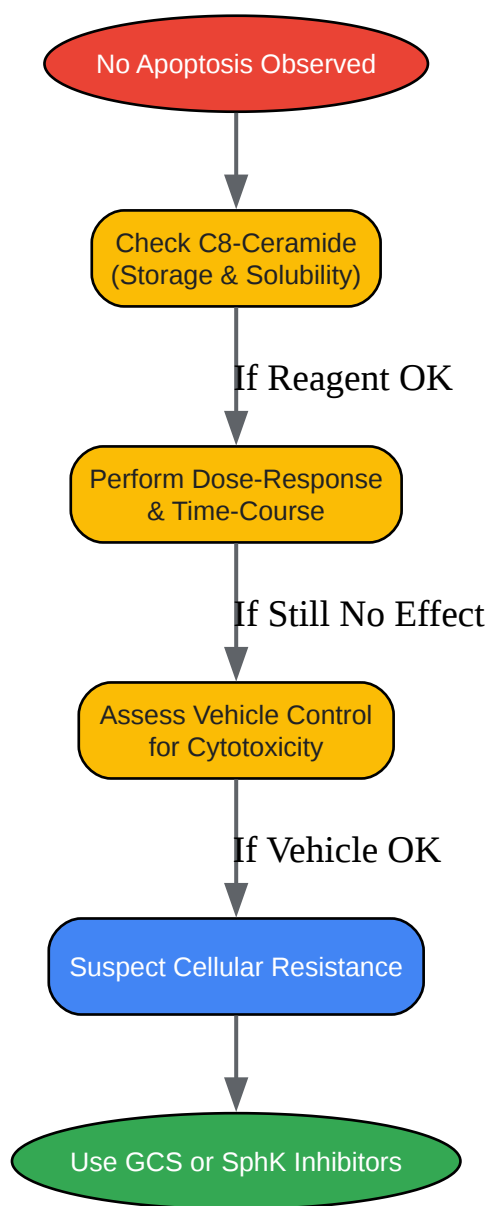 No Apoptosis Observed
Check C8-Ceramide
(Storage & Solubility)
If Reagent OK
Perform Dose-Response
& Time-Course
If Still No Effect
Assess Vehicle Control
for Cytotoxicity
If Vehicle OK
Suspect Cellular Resistance
Use GCS or SphK Inhibitors